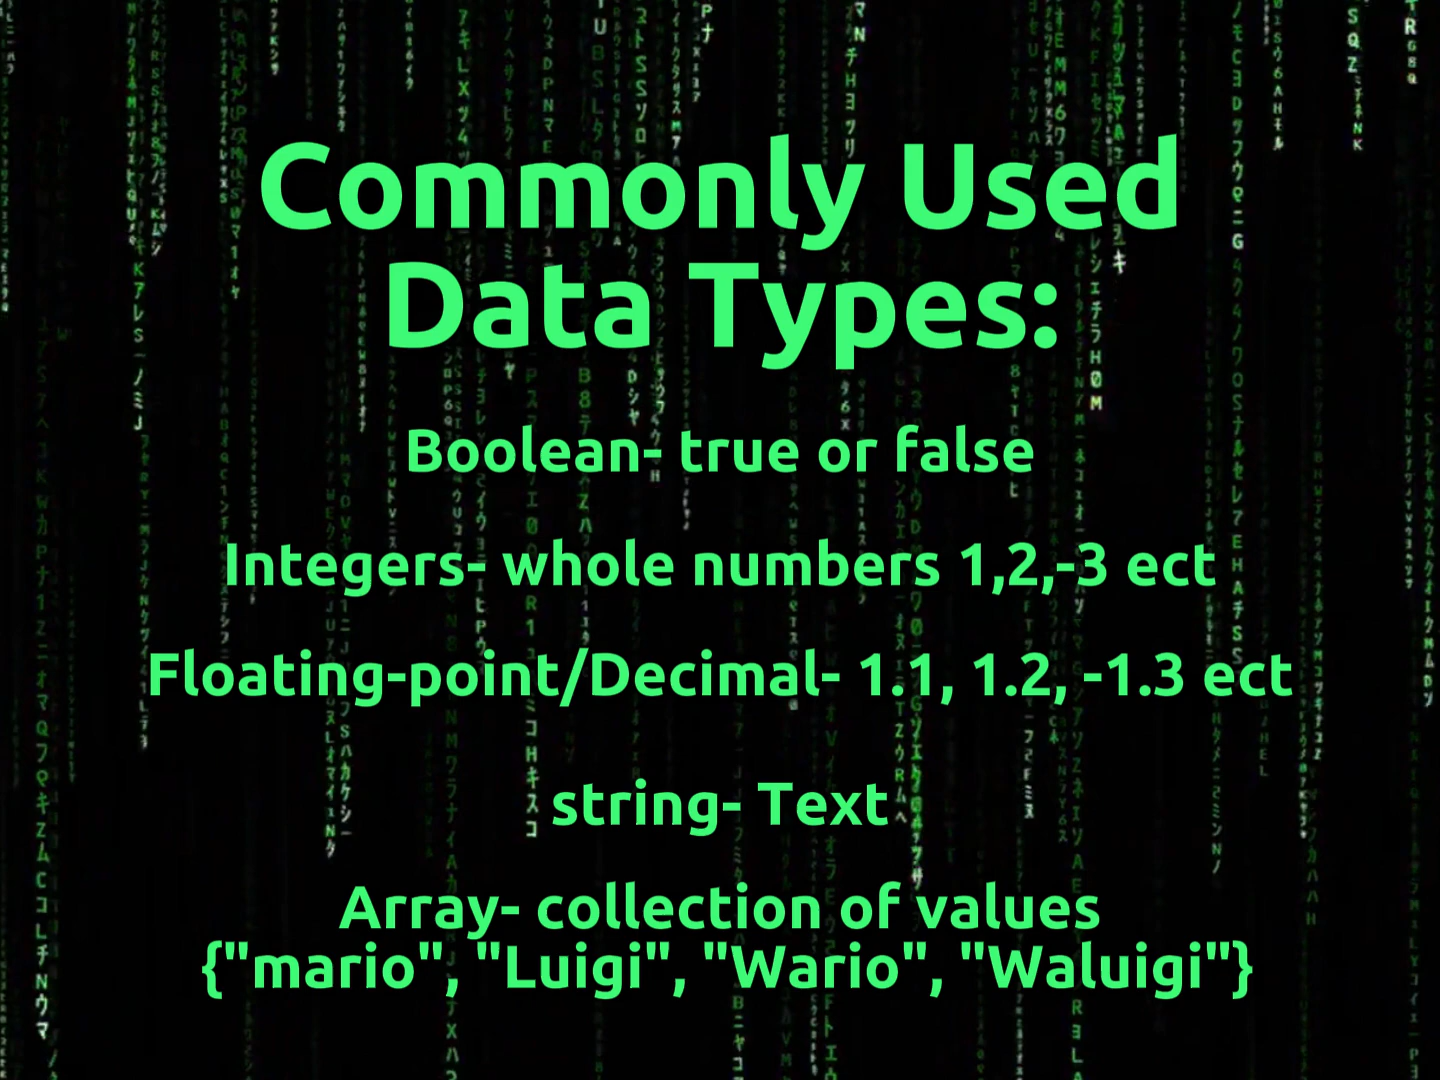 Commonly Used
Data Types:
Boolean- true or false
Integers- whole numbers 1,2,-3 ect
Floating-point/Decimal- 1.1, 1.2, -1.3 ect
string- Text
Array- collection of values
{"mario", "Luigi", "Wario", "Waluigi"}